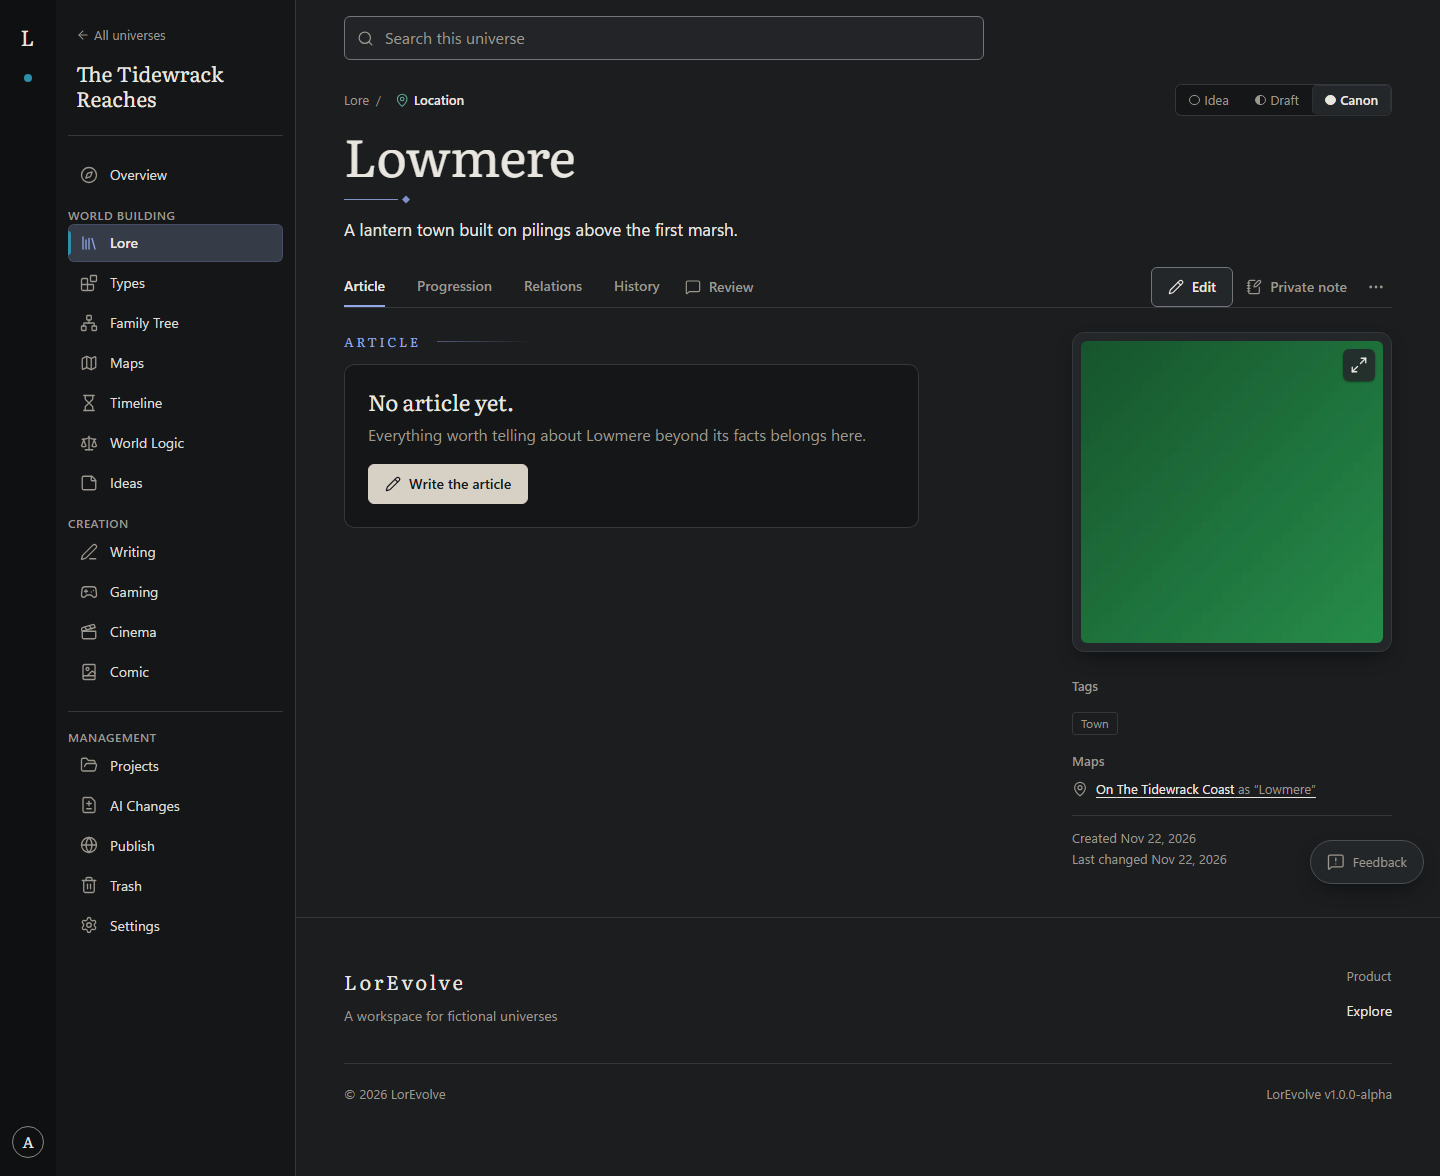 L
All universes
The Tidewrack
Reaches
Overview
WORLD BUILDING
Lore
Types
Family Tree
Maps
Timeline
World Logic
Ideas
CREATION
Writing
Gaming
Cinema
Comic
MANAGEMENT
Projects
AI Changes
Publish
Trash
Settings
A
Search this universe
Lore / Location
Idea Draft Canon
Lowmere
A lantern town built on pilings above the first marsh.
Article Progression Relations History Review
Edit Private note
ARTICLE
No article yet.
Everything worth telling about Lowmere beyond its facts belongs here.
Write the article
Tags
Town
Maps
On The Tidewrack Coast as “Lowmere”
Created Nov 22, 2026
Last changed Nov 22, 2026
Feedback
LorEvolve
A workspace for fictional universes
Product
Explore
© 2026 LorEvolve
LorEvolve v1.0.0-alpha